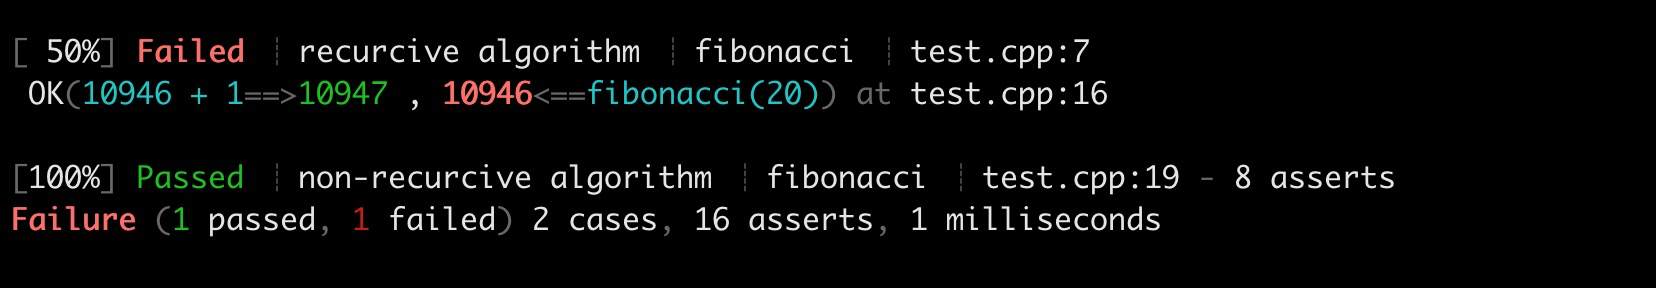 [ 50%] Failed ┊recurcive algorithm ┊fibonacci ┊test.cpp:7
OK(10946 + 1==>10947 , 10946<==fibonacci(20)) at test.cpp:16
[100%] Passed ┊non-recurcive algorithm ┊fibonacci ┊test.cpp:19 - 8 asserts
Failure (1 passed, 1 failed) 2 cases, 16 asserts, 1 milliseconds